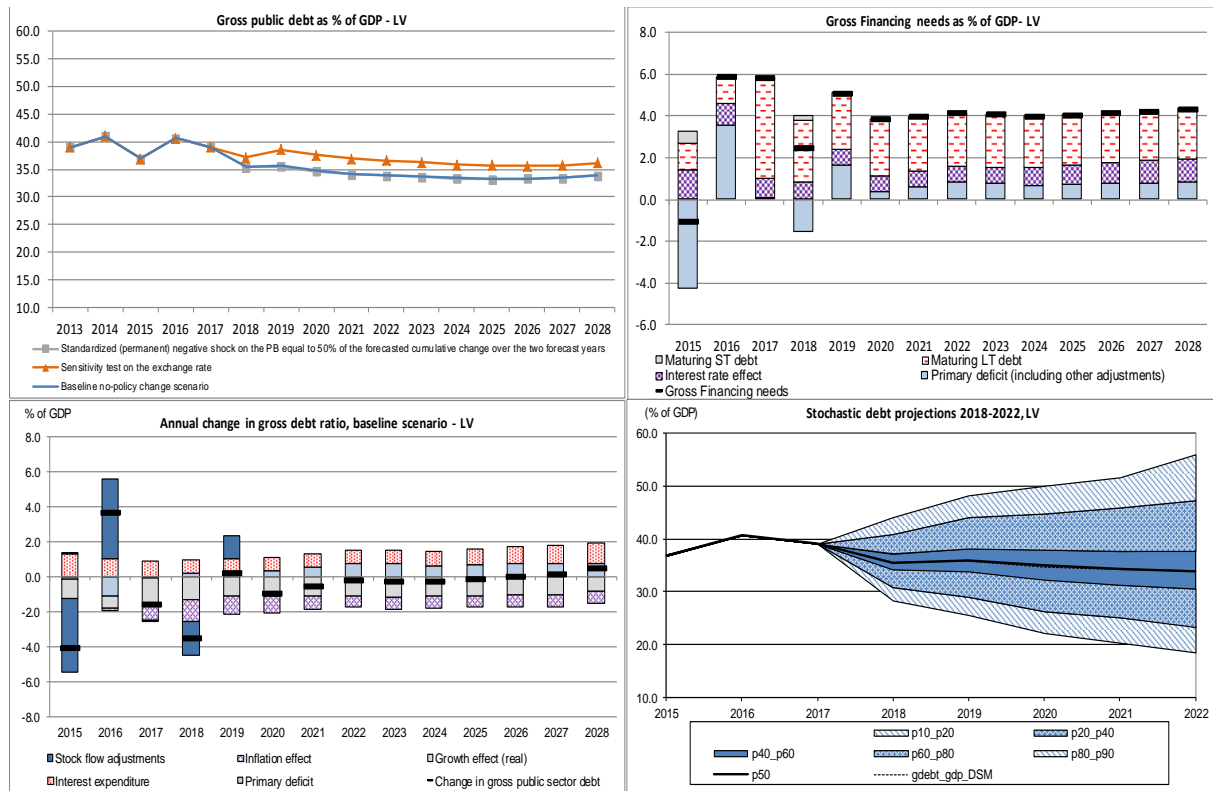 Gross public debt as % of GDP - LV
60.0
55.0
50.0
45.0
40.0
35.0
30.0
25.0
20.0
15.0
10.0
2013 2014 2015 2016 2017 2018 2019 2020 2021 2022 2023 2024 2025 2026 2027 2028
Standardized (permanent) negative shock on the PB equal to 50% of the forecasted cumulative change over the two forecast years
Sensitivity test on the exchange rate
Baseline no-policy change scenario
Gross Financing needs as % of GDP- LV
8.0
6.0
4.0
2.0
0.0
-2.0
-4.0
-6.0
2015 2016 2017 2018 2019 2020 2021 2022 2023 2024 2025 2026 2027 2028
Maturing ST debt Maturing LT debt
Interest rate effect Primary deficit (including other adjustments)
Gross Financing needs
% of GDP
Annual change in gross debt ratio, baseline scenario - LV
8.0
6.0
4.0
2.0
0.0
-2.0
-4.0
-6.0
-8.0
2015 2016 2017 2018 2019 2020 2021 2022 2023 2024 2025 2026 2027 2028
Stock flow adjustments Inflation effect Growth effect (real)
Interest expenditure Primary deficit Change in gross public sector debt
(% of GDP)
Stochastic debt projections 2018-2022, LV
60.0
50.0
40.0
30.0
20.0
10.0
2015 2016 2017 2018 2019 2020 2021 2022
p10_p20 p20_p40
p40_p60 p60_p80 p80_p90
p50 gdebt_gdp_DSM